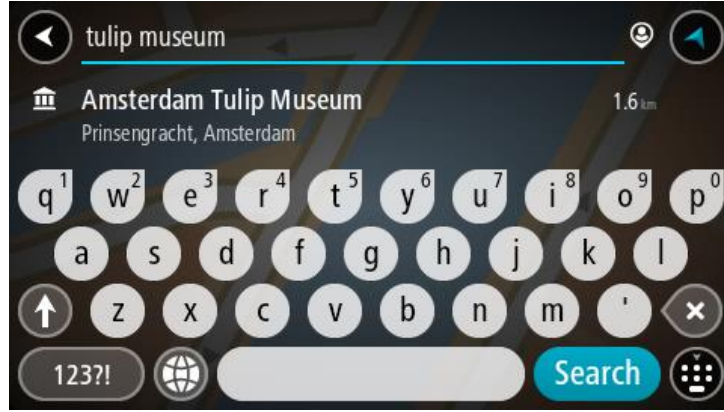 tulip museum
Amsterdam Tulip Museum 1.6 km
Prinsengracht, Amsterdam
q1 w2 e3 r4 t5 y6 u7 i8 o9 p0
a s d f g h j k l
z x c v b n m '
123?! Search